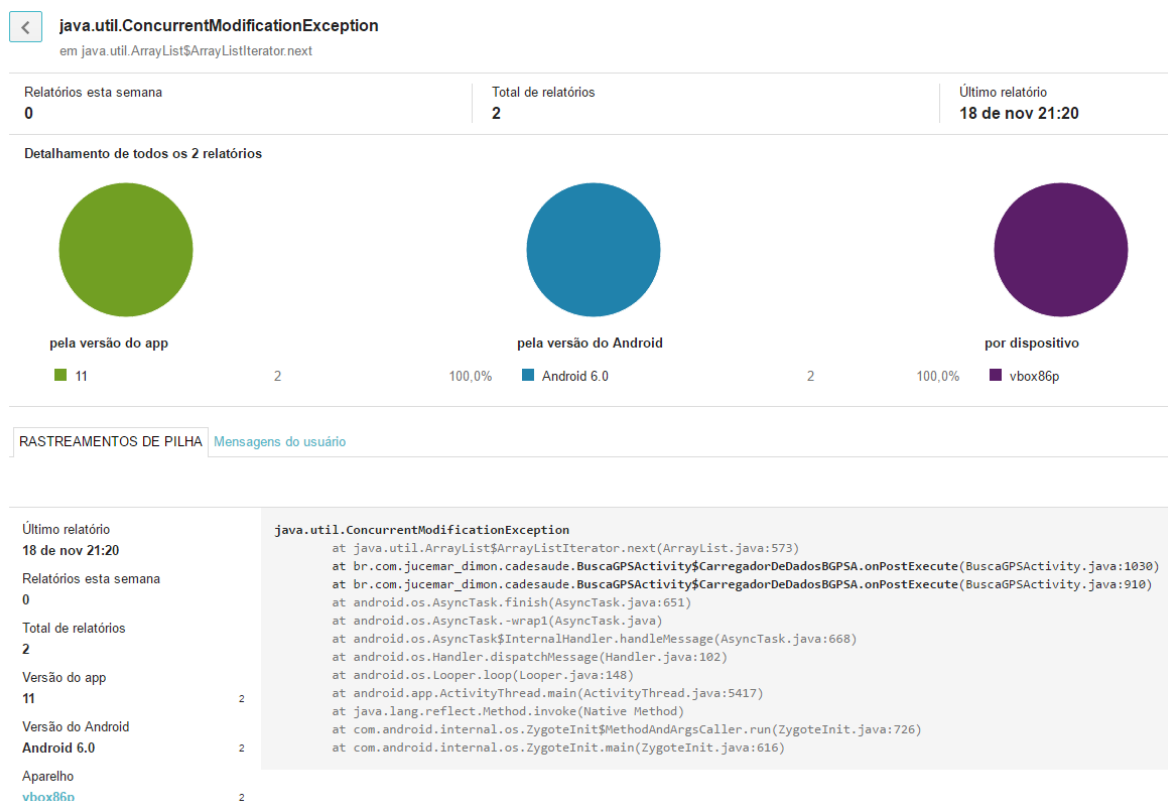 java.util.ConcurrentModificationException
em java.util.ArrayList$ArrayListIterator.next
Relatórios esta semana
0
Total de relatórios
2
Último relatório
18 de nov 21:20
Detalhamento de todos os 2 relatórios
pela versão do app
11 2 100,0%
pela versão do Android
Android 6.0 2 100,0%
por dispositivo
vbox86p
RASTREAMENTOS DE PILHA Mensagens do usuário
Último relatório
18 de nov 21:20
Relatórios esta semana
0
Total de relatórios
2
Versão do app
11 2
Versão do Android
Android 6.0 2
Aparelho
vbox86p 2
java.util.ConcurrentModificationException
at java.util.ArrayList$ArrayListIterator.next(ArrayList.java:573)
at br.com.jucemar_dimon.cadesaude.BuscaGPSActivity$CarregadorDeDadosBGPSA.onPostExecute(BuscaGPSActivity.java:1030)
at br.com.jucemar_dimon.cadesaude.BuscaGPSActivity$CarregadorDeDadosBGPSA.onPostExecute(BuscaGPSActivity.java:910)
at android.os.AsyncTask.finish(AsyncTask.java:651)
at android.os.AsyncTask.-wrap1(AsyncTask.java)
at android.os.AsyncTask$InternalHandler.handleMessage(AsyncTask.java:668)
at android.os.Handler.dispatchMessage(Handler.java:102)
at android.os.Looper.loop(Looper.java:148)
at android.app.ActivityThread.main(ActivityThread.java:5417)
at java.lang.reflect.Method.invoke(Native Method)
at com.android.internal.os.ZygoteInit$MethodAndArgsCaller.run(ZygoteInit.java:726)
at com.android.internal.os.ZygoteInit.main(ZygoteInit.java:616)